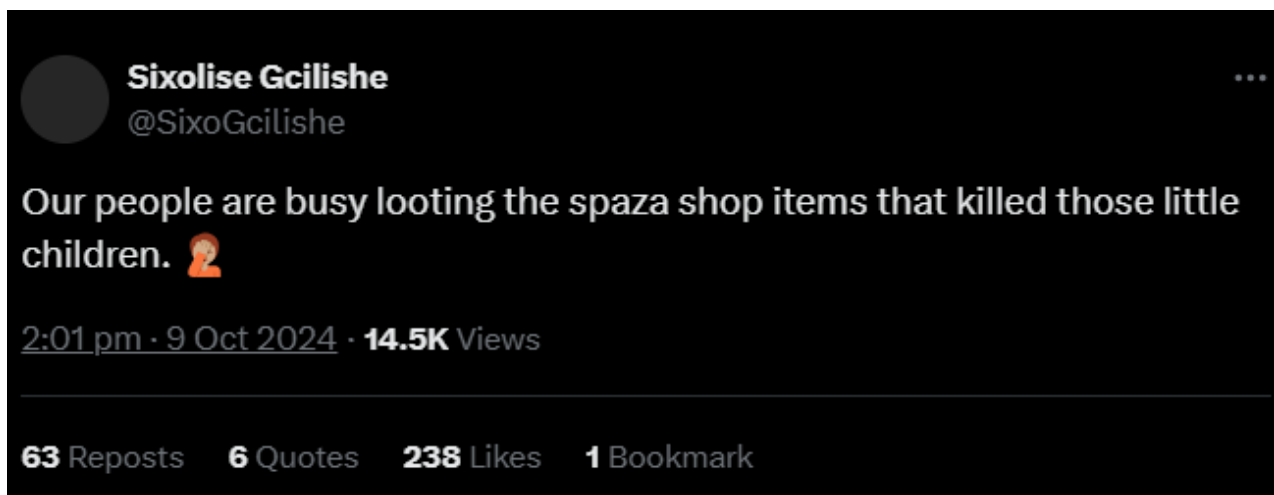 Sixolise Gcilishe
@SixoGcilishe
Our people are busy looting the spaza shop items that killed those little
children. 🤦🏽
2:01 pm · 9 Oct 2024 · 14.5K Views
63 Reposts 6 Quotes 238 Likes 1 Bookmark